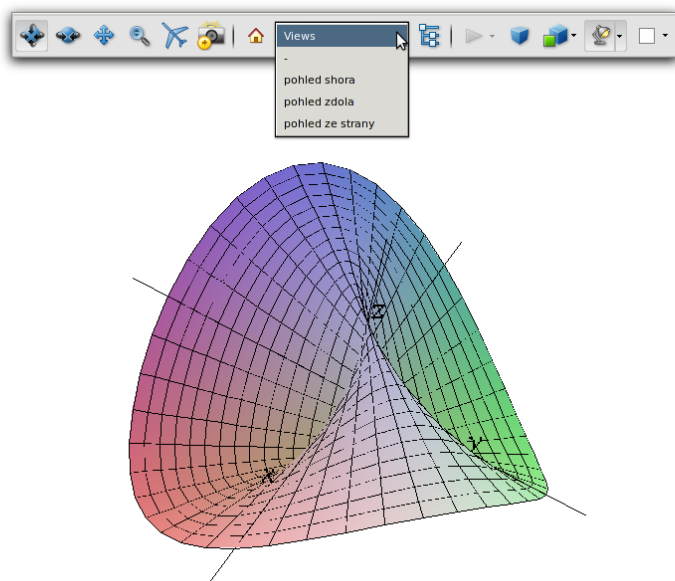 Views
-
pohled shora
pohled zdola
pohled ze strany
Z
Y
X